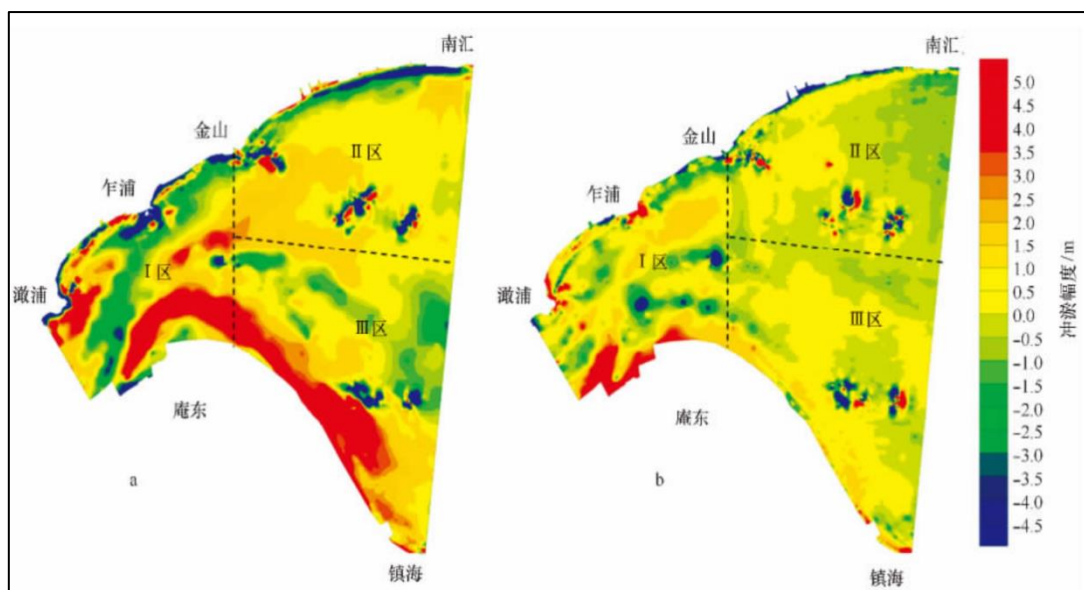 南汇
金山
Ⅱ区
乍浦
Ⅰ区
澉浦
Ⅲ区
庵东
a
镇海
南汇
金山
Ⅱ区
乍浦
Ⅰ区
澉浦
Ⅲ区
庵东
b
镇海
5.0
4.5
4.0
3.5
3.0
2.5
2.0
1.5
1.0
0.5
0.0
-0.5
-1.0
-1.5
-2.0
-2.5
-3.0
-3.5
-4.0
-4.5
冲淤幅度/m